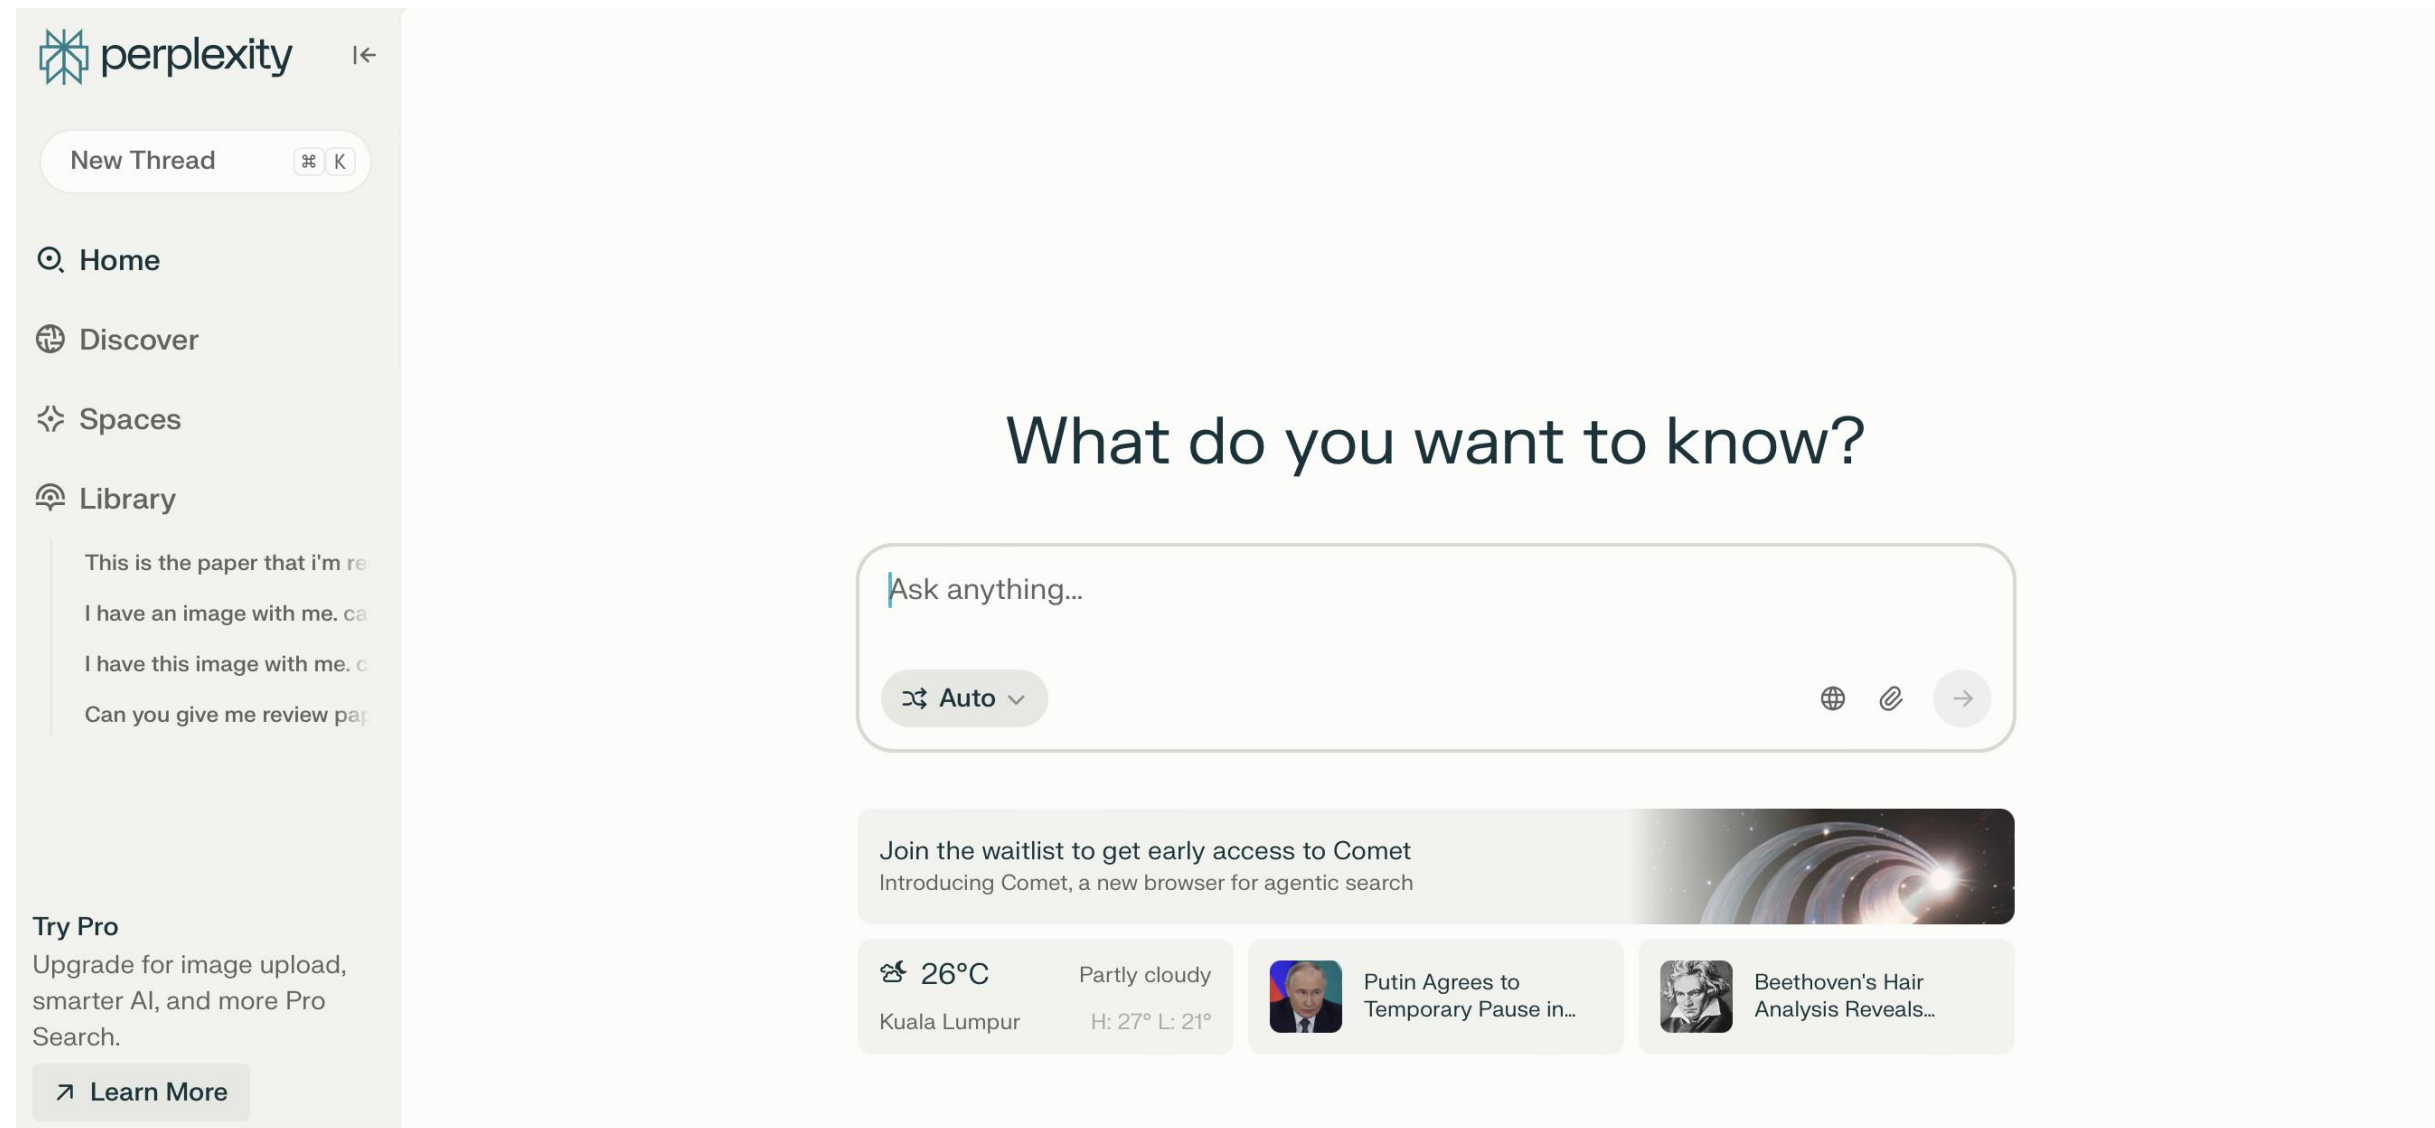 perplexity
New Thread ⌘ K
Home
Discover
Spaces
Library
This is the paper that i'm re
I have an image with me. ca
I have this image with me. c
Can you give me review pap
Try Pro
Upgrade for image upload,
smarter AI, and more Pro
Search.
Learn More
What do you want to know?
Ask anything...
Auto
Join the waitlist to get early access to Comet
Introducing Comet, a new browser for agentic search
26°C Partly cloudy
Kuala Lumpur H: 27° L: 21°
Putin Agrees to
Temporary Pause in...
Beethoven's Hair
Analysis Reveals...